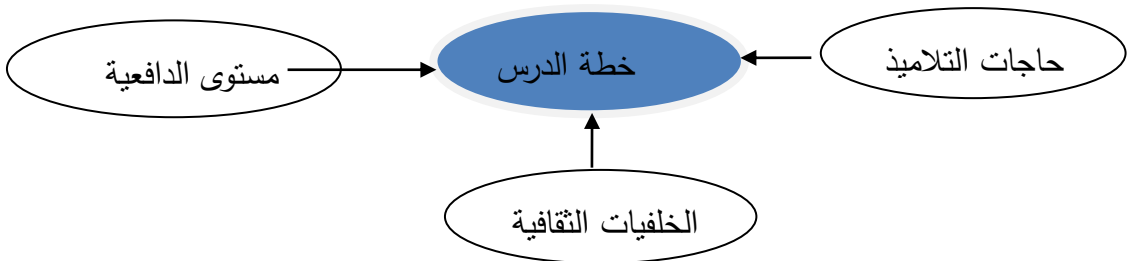 حاجات التلاميذ
خطة الدرس
مستوى الدافعية
الخلفيات الثقافية